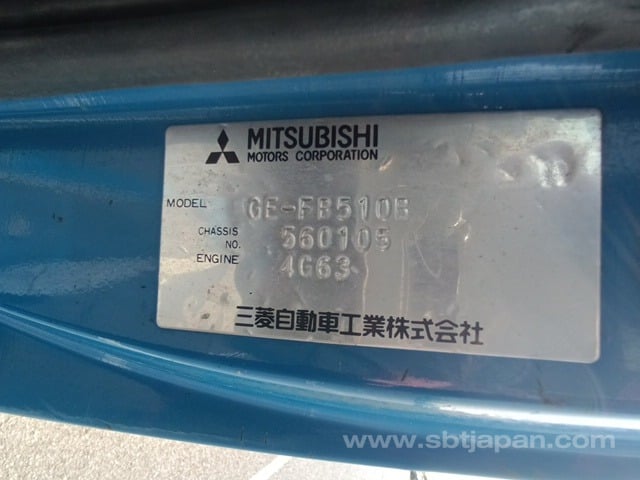 MITSUBISHI
MOTORS CORPORATION
MODEL GE-FB510B
CHASSIS NO. 560105
ENGINE 4G63
三菱自動車工業株式会社
www.sbtjapan.com